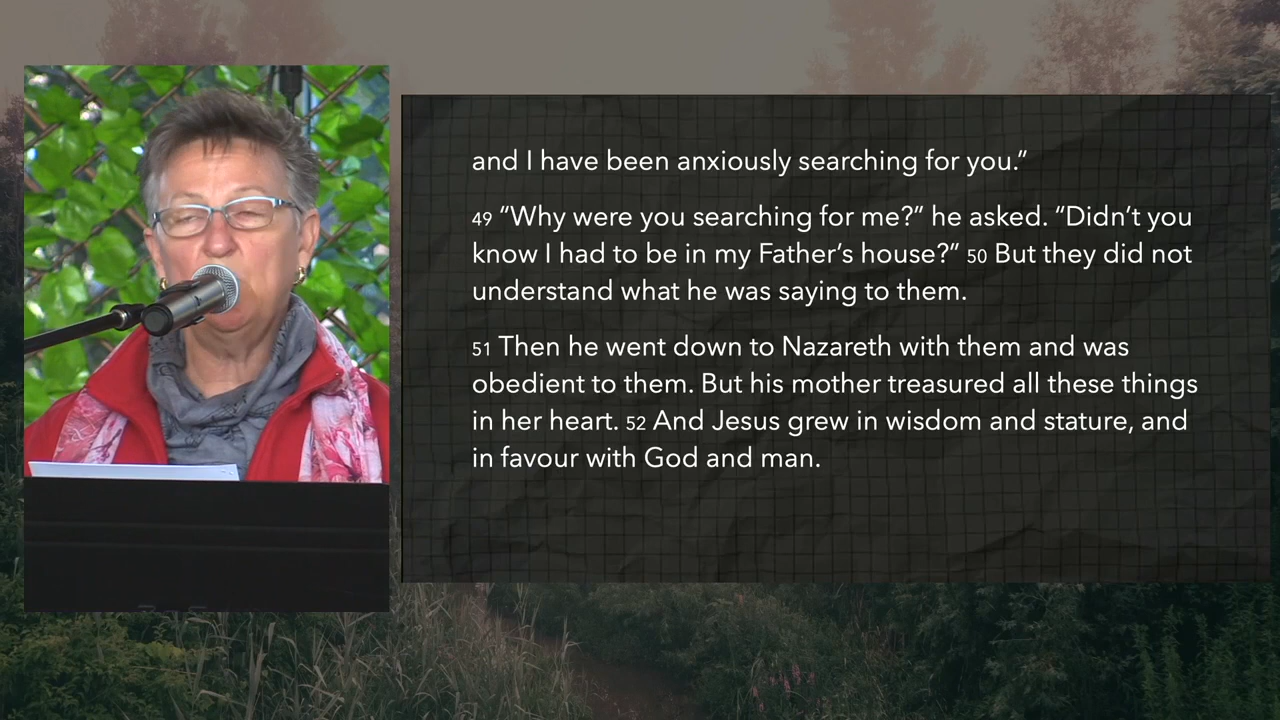 and I have been anxiously searching for you.”
49 “Why were you searching for me?” he asked. “Didn’t you
know I had to be in my Father’s house?” 50 But they did not
understand what he was saying to them.
51 Then he went down to Nazareth with them and was
obedient to them. But his mother treasured all these things
in her heart. 52 And Jesus grew in wisdom and stature, and
in favour with God and man.